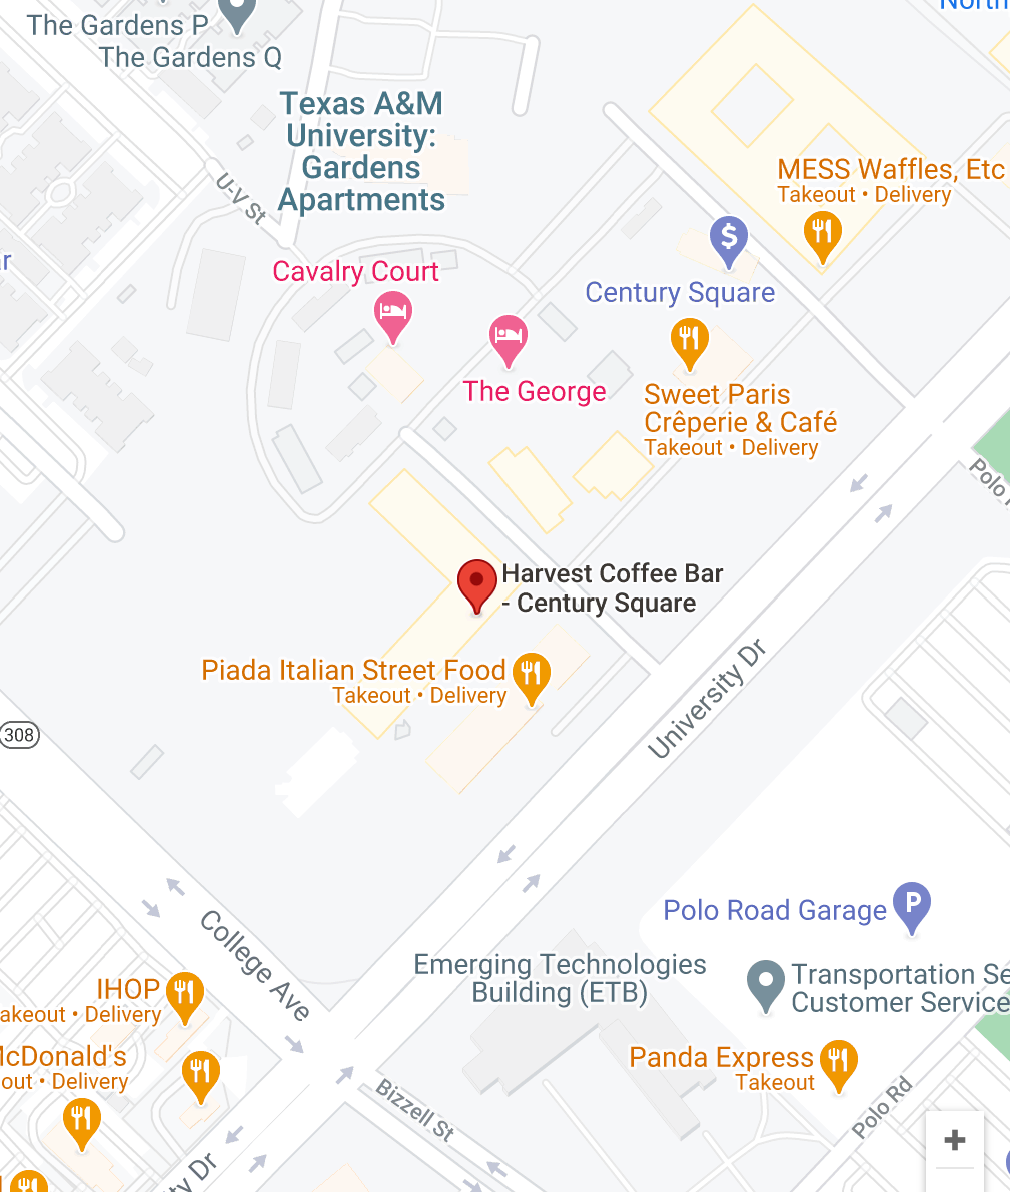 North
The Gardens P
The Gardens Q
Texas A&M
University:
Gardens
Apartments
MESS Waffles, Etc
Takeout • Delivery
U-V St
$
r
Cavalry Court
Century Square
The George
Sweet Paris
Crêperie & Café
Takeout • Delivery
Polo
Harvest Coffee Bar
- Century Square
Piada Italian Street Food
Takeout • Delivery
University Dr
308
College Ave
Polo Road Garage
P
Emerging Technologies
Building (ETB)
Transportation Se
Customer Service
IHOP
akeout • Delivery
McDonald's
out • Delivery
Panda Express
Takeout
Bizzell St
Polo Rd
ty Dr
+